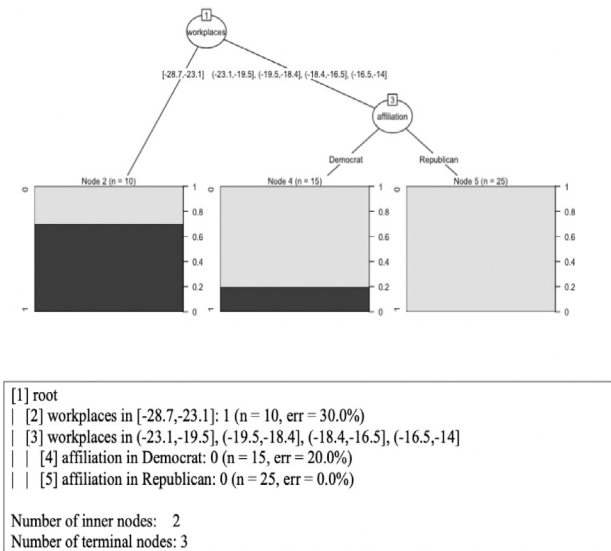 1
workplaces
[-28.7,-23.1] (-23.1,-19.5], (-19.5,-18.4], (-18.4,-16.5], (-16.5,-14]
3
affiliation
Democrat Republican
Node 2 (n = 10) Node 4 (n = 15) Node 5 (n = 25)
0 1 0 1 0 1
0.8 0.8 0.8
0.6 0.6 0.6
0.4 0.4 0.4
0.2 0.2 0.2
1 0 1 0 1 0
[1] root
| [2] workplaces in [-28.7,-23.1]: 1 (n = 10, err = 30.0%)
| [3] workplaces in (-23.1,-19.5], (-19.5,-18.4], (-18.4,-16.5], (-16.5,-14]
| | [4] affiliation in Democrat: 0 (n = 15, err = 20.0%)
| | [5] affiliation in Republican: 0 (n = 25, err = 0.0%)
Number of inner nodes: 2
Number of terminal nodes: 3